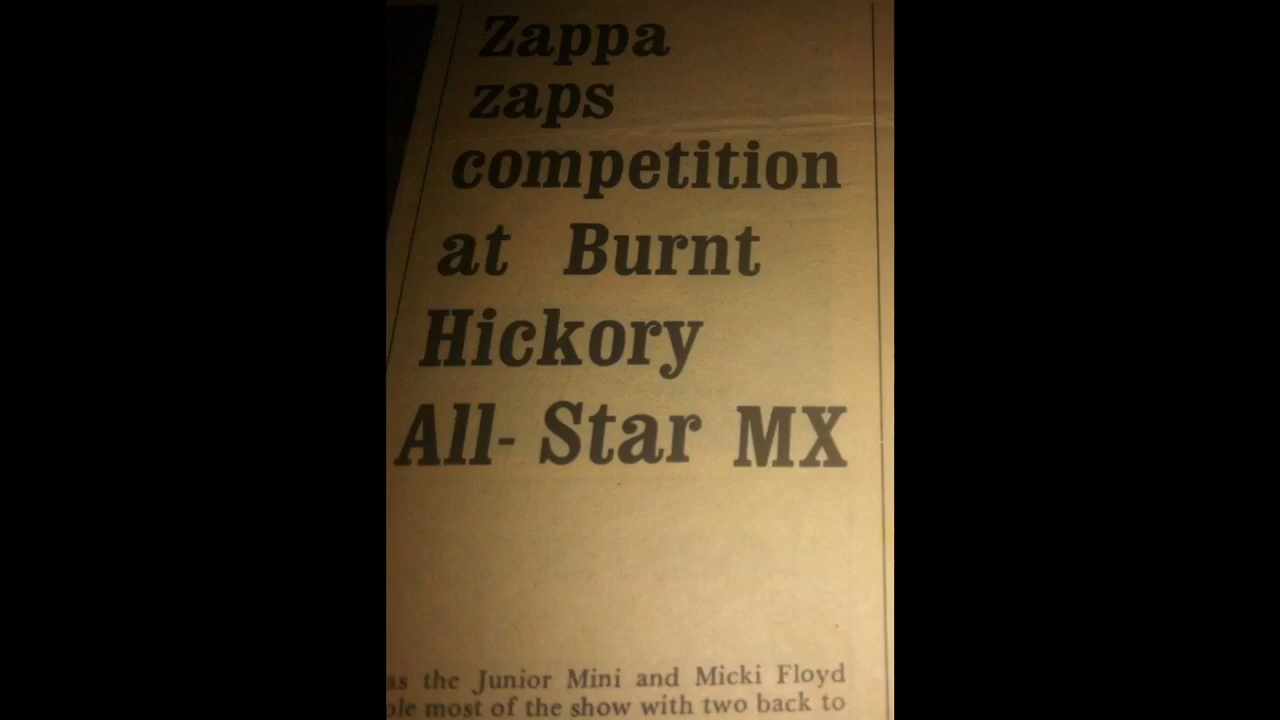 Zappa
zaps
competition
at Burnt
Hickory
All- Star MX
as the Junior Mini and Micki Floyd
most of the show with two back to